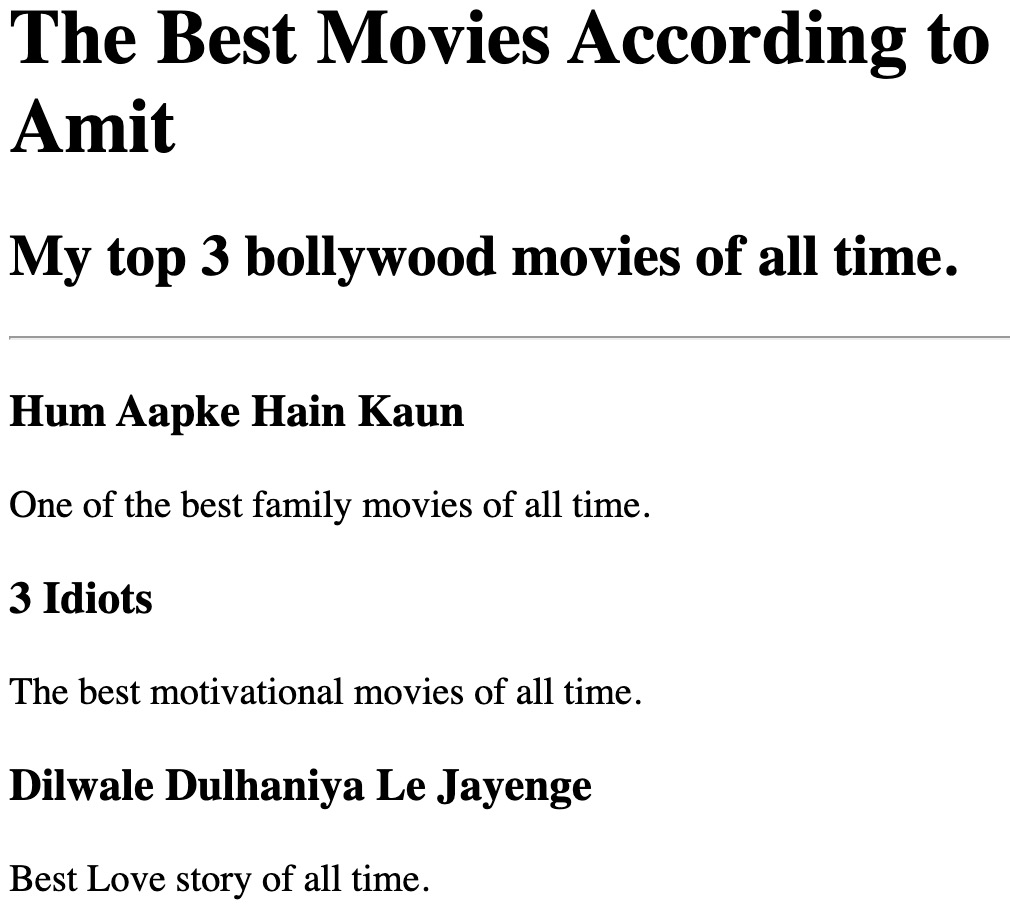 The Best Movies According to
Amit
My top 3 bollywood movies of all time.
Hum Aapke Hain Kaun
One of the best family movies of all time.
3 Idiots
The best motivational movies of all time.
Dilwale Dulhaniya Le Jayenge
Best Love story of all time.